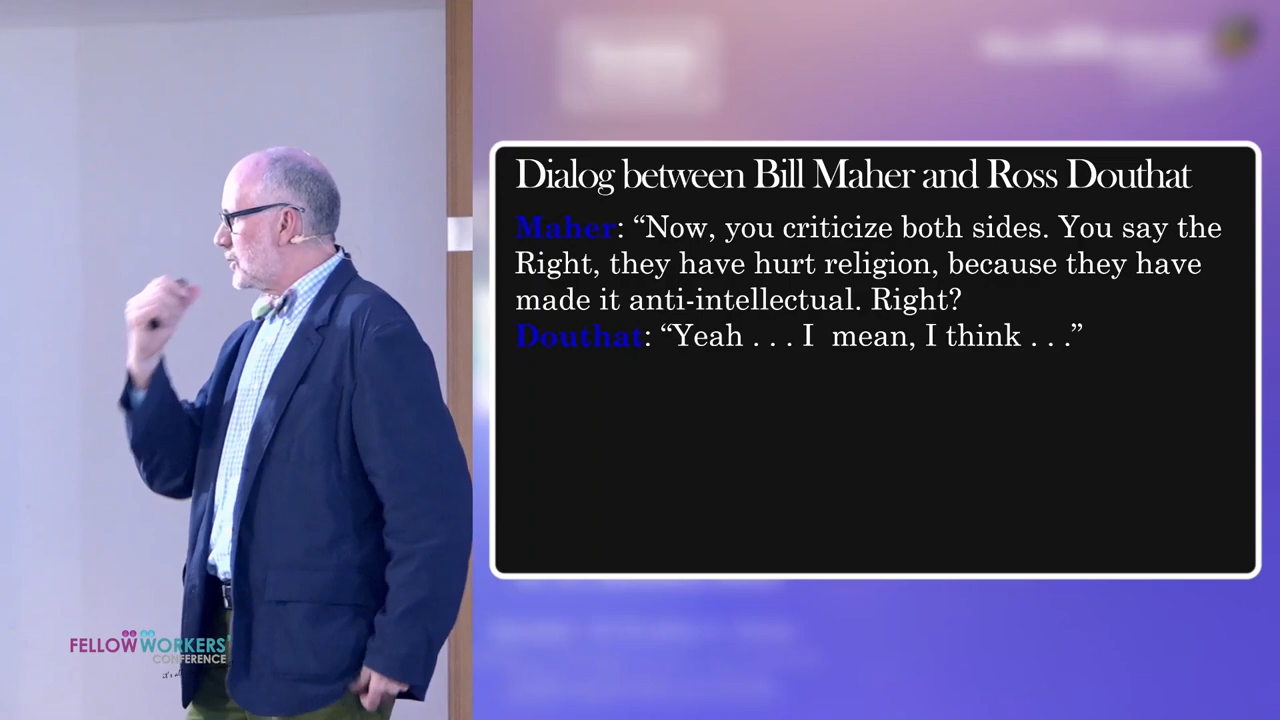 Dialog between Bill Maher and Ross Douthat
Maher: “Now, you criticize both sides. You say the
Right, they have hurt religion, because they have
made it anti-intellectual. Right?
Douthat: “Yeah . . . I  mean, I think . . .”
FELLOWWORKERS'
CONFERENCE